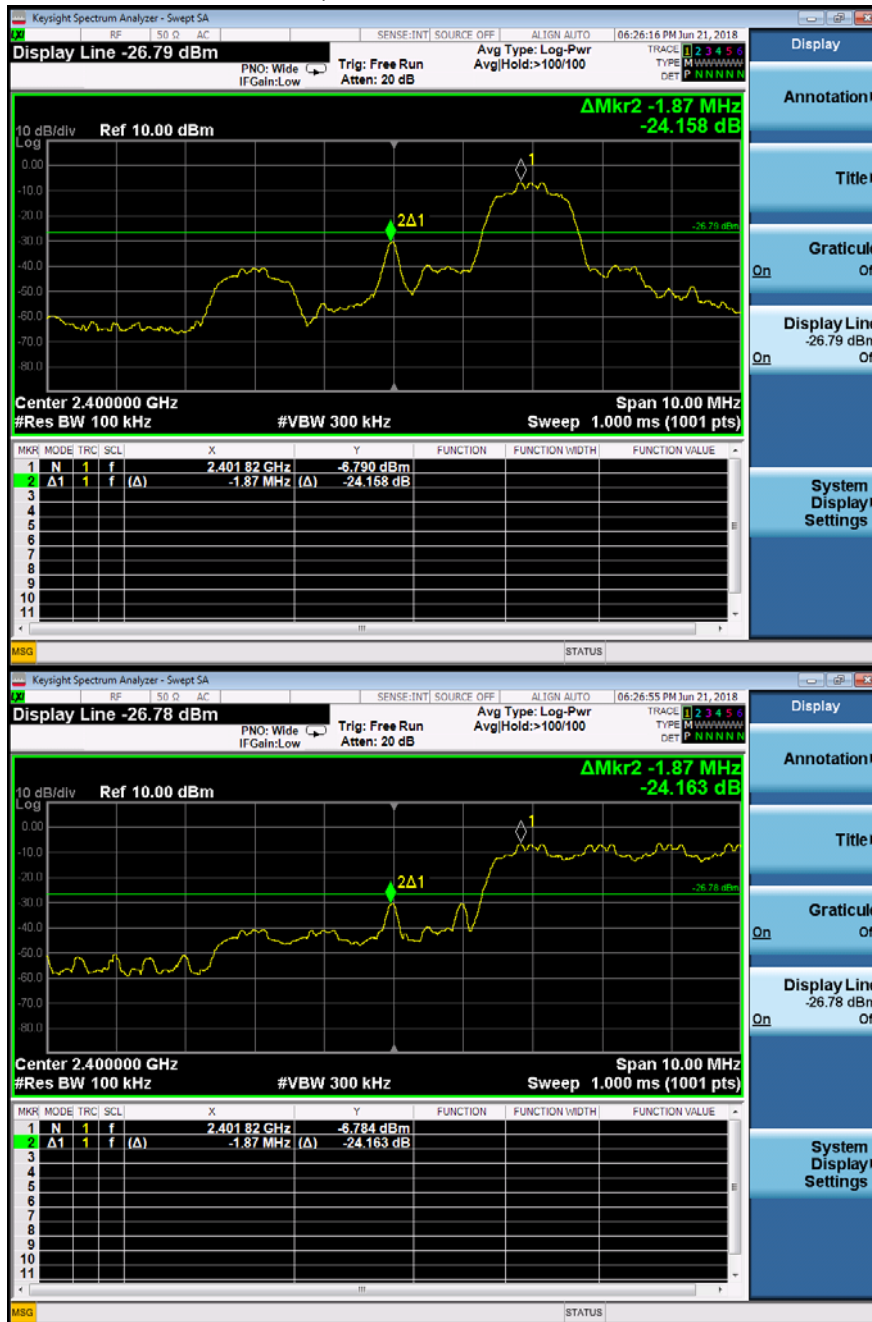 Keysight Spectrum Analyzer - Swept SA
LXI RF 50 Ω AC SENSE:INT SOURCE OFF ALIGN AUTO 06:26:16 PM Jun 21, 2018
Display Line -26.79 dBm
PNO: Wide
IFGain:Low
Trig: Free Run
Atten: 20 dB
Avg Type: Log-Pwr
Avg|Hold:>100/100
TRACE 1 2 3 4 5 6
TYPE M WWWWW
DET P N N N N N
Display
Annotation
Title
Graticule
On Of
Display Line
-26.79 dBm
On Of
System
Display
Settings
ΔMkr2 -1.87 MHz
-24.158 dB
10 dB/div Ref 10.00 dBm
Log
0.00
-10.0
-20.0
-30.0
-40.0
-50.0
-60.0
-70.0
-80.0
1
2Δ1
-26.79 dBm
Center 2.400000 GHz Span 10.00 MHz
#Res BW 100 kHz #VBW 300 kHz Sweep 1.000 ms (1001 pts)
MKR MODE TRC SCL X Y FUNCTION FUNCTION WIDTH FUNCTION VALUE
1 N 1 f 2.401 82 GHz -6.790 dBm
2 Δ1 1 f (Δ) -1.87 MHz (Δ) -24.158 dB
3
4
5
6
7
8
9
10
11
MSG STATUS
Keysight Spectrum Analyzer - Swept SA
LXI RF 50 Ω AC SENSE:INT SOURCE OFF ALIGN AUTO 06:26:55 PM Jun 21, 2018
Display Line -26.78 dBm
PNO: Wide
IFGain:Low
Trig: Free Run
Atten: 20 dB
Avg Type: Log-Pwr
Avg|Hold:>100/100
TRACE 1 2 3 4 5 6
TYPE M WWWWW
DET P N N N N N
Display
Annotation
Title
Graticule
On Of
Display Line
-26.78 dBm
On Of
System
Display
Settings
ΔMkr2 -1.87 MHz
-24.163 dB
10 dB/div Ref 10.00 dBm
Log
0.00
-10.0
-20.0
-30.0
-40.0
-50.0
-60.0
-70.0
-80.0
1
2Δ1
-26.78 dBm
Center 2.400000 GHz Span 10.00 MHz
#Res BW 100 kHz #VBW 300 kHz Sweep 1.000 ms (1001 pts)
MKR MODE TRC SCL X Y FUNCTION FUNCTION WIDTH FUNCTION VALUE
1 N 1 f 2.401 82 GHz -6.784 dBm
2 Δ1 1 f (Δ) -1.87 MHz (Δ) -24.163 dB
3
4
5
6
7
8
9
10
11
MSG STATUS